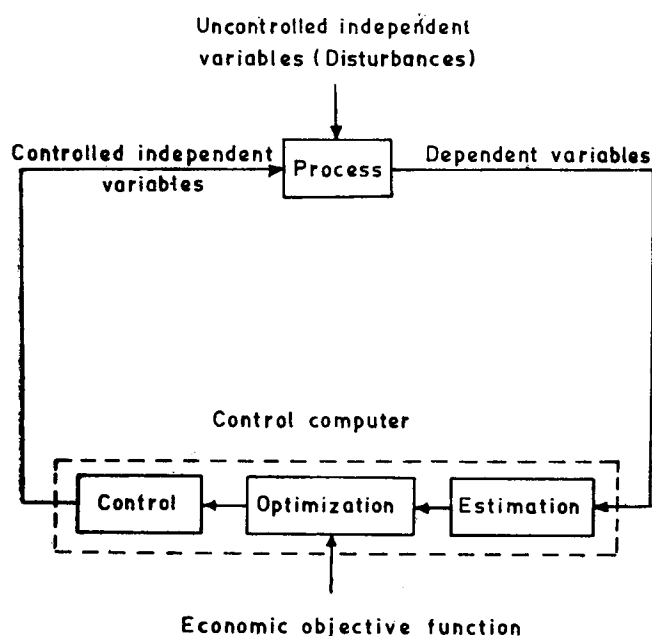 Uncontrolled independent
variables (Disturbances)
Controlled independent
variables
Process
Dependent variables
Control computer
Control
Optimization
Estimation
Economic objective function